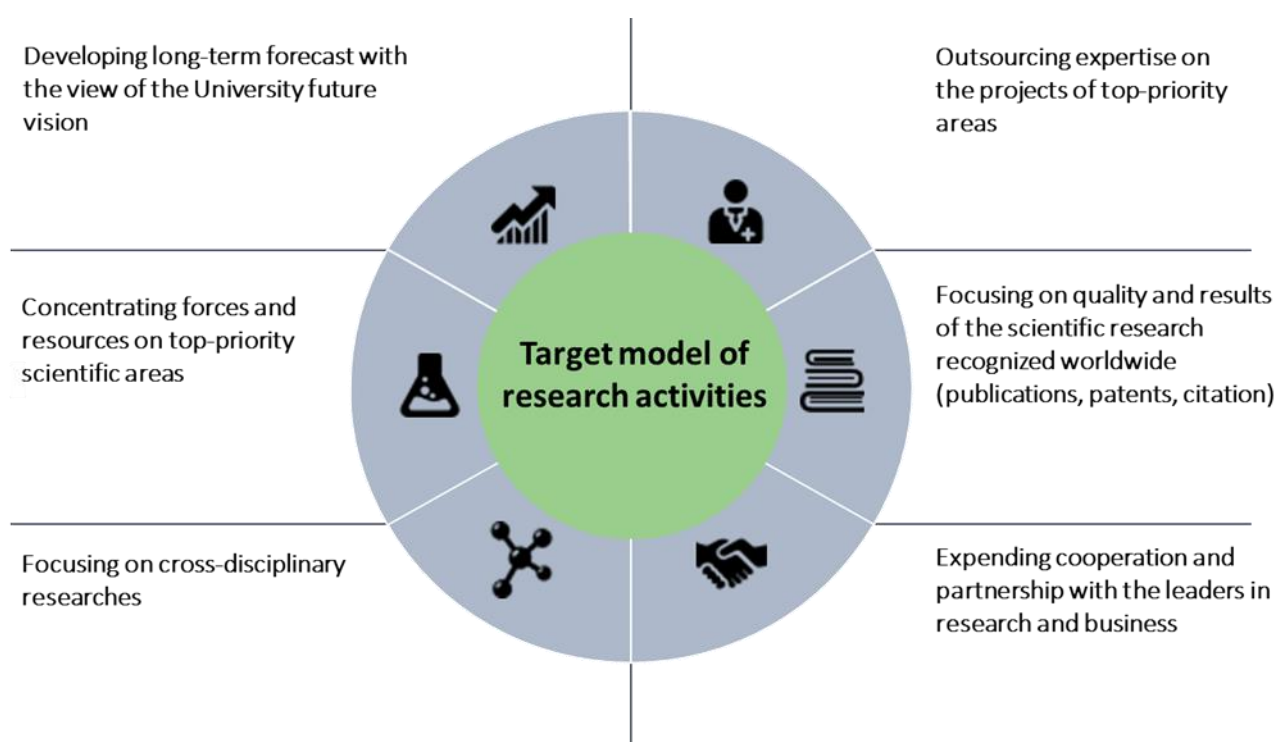 Developing long-term forecast with
the view of the University future
vision
Outsourcing expertise on
the projects of top-priority
areas
Concentrating forces and
resources on top-priority
scientific areas
Target model of
research activities
Focusing on quality and results
of the scientific research
recognized worldwide
(publications, patents, citation)
Focusing on cross-disciplinary
researches
Expending cooperation and
partnership with the leaders in
research and business